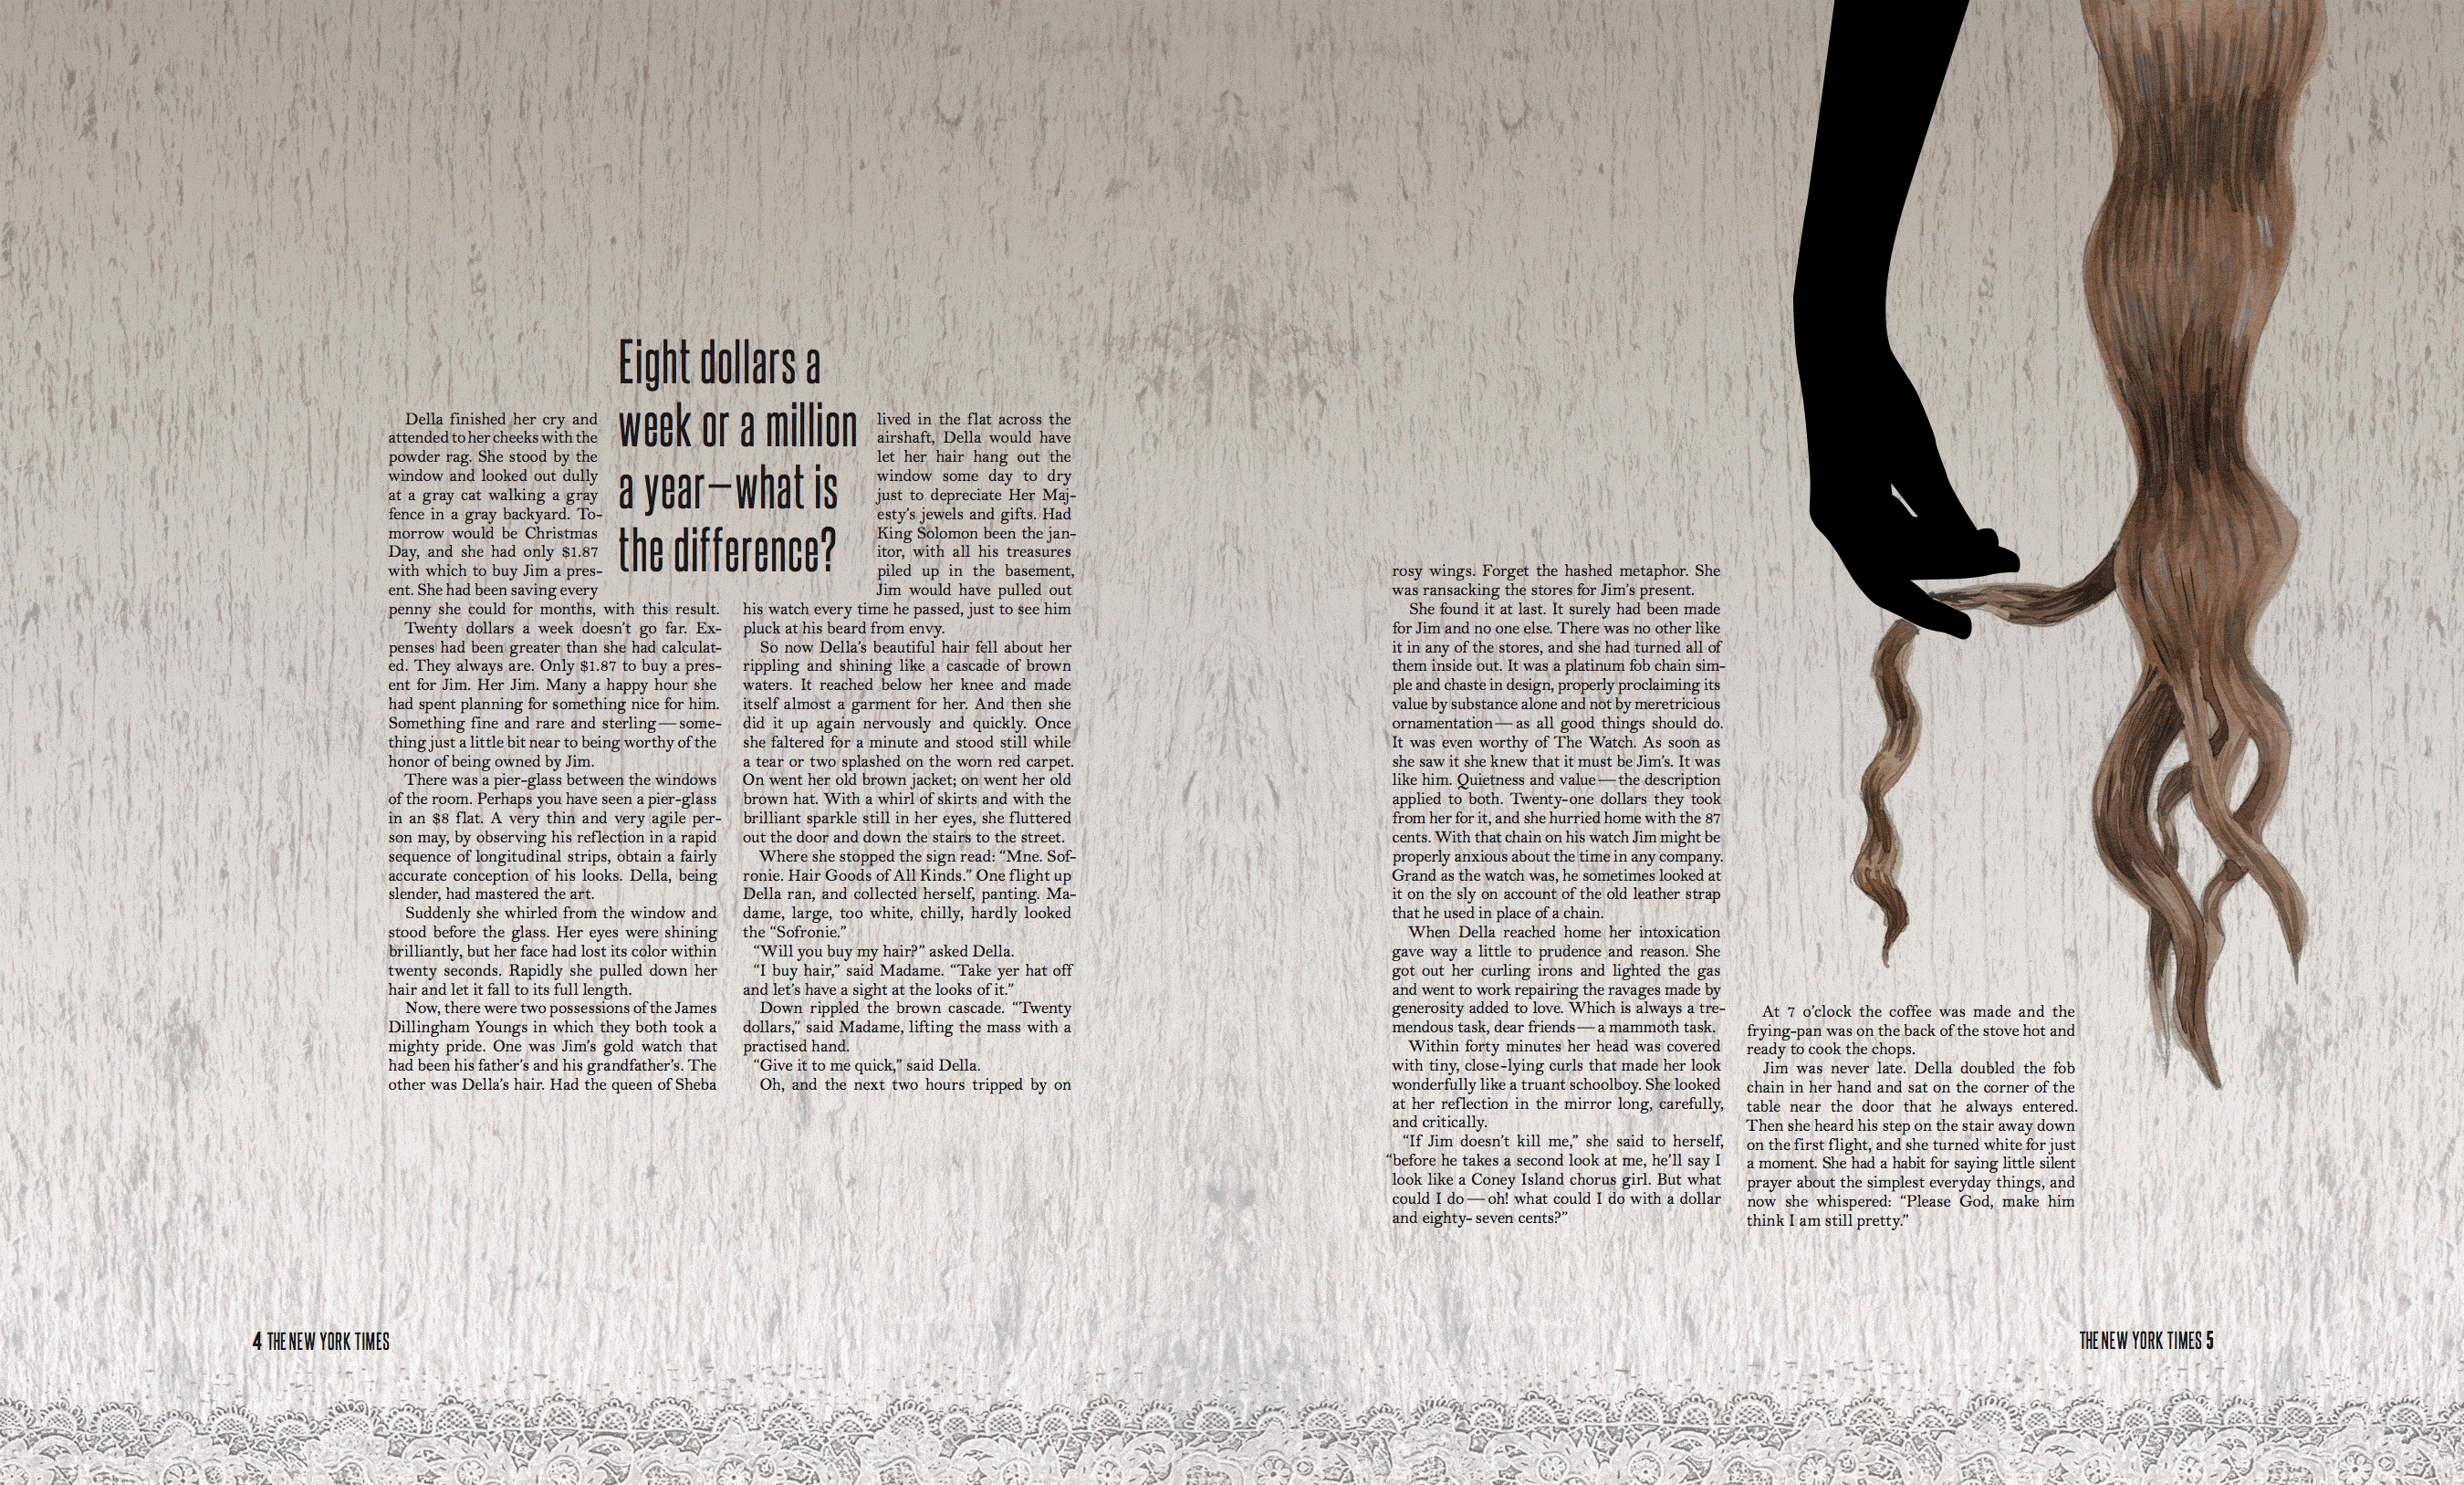 Eight dollars a
week or a million
a year—what is
the difference?
Della finished her cry and
attended to her cheeks with the
powder rag. She stood by the
window and looked out dully
at a gray cat walking a gray
fence in a gray backyard. To-
morrow would be Christmas
Day, and she had only $1.87
with which to buy Jim a pres-
ent. She had been saving every
penny she could for months, with this result.
Twenty dollars a week doesn't go far. Ex-
penses had been greater than she had calculat-
ed. They always are. Only $1.87 to buy a pres-
ent for Jim. Her Jim. Many a happy hour she
had spent planning for something nice for him.
Something fine and rare and sterling—some-
thing just a little bit near to being worthy of the
honor of being owned by Jim.
There was a pier-glass between the windows
of the room. Perhaps you have seen a pier-glass
in an $8 flat. A very thin and very agile per-
son may, by observing his reflection in a rapid
sequence of longitudinal strips, obtain a fairly
accurate conception of his looks. Della, being
slender, had mastered the art.
Suddenly she whirled from the window and
stood before the glass. Her eyes were shining
brilliantly, but her face had lost its color within
twenty seconds. Rapidly she pulled down her
hair and let it fall to its full length.
Now, there were two possessions of the James
Dillingham Youngs in which they both took a
mighty pride. One was Jim's gold watch that
had been his father's and his grandfather's. The
other was Della's hair. Had the queen of Sheba
lived in the flat across the
airshaft, Della would have
let her hair hang out the
window some day to dry
just to depreciate Her Maj-
esty's jewels and gifts. Had
King Solomon been the jan-
itor, with all his treasures
piled up in the basement,
Jim would have pulled out
his watch every time he passed, just to see him
pluck at his beard from envy.
So now Della's beautiful hair fell about her
rippling and shining like a cascade of brown
waters. It reached below her knee and made
itself almost a garment for her. And then she
did it up again nervously and quickly. Once
she faltered for a minute and stood still while
a tear or two splashed on the worn red carpet.
On went her old brown jacket; on went her old
brown hat. With a whirl of skirts and with the
brilliant sparkle still in her eyes, she fluttered
out the door and down the stairs to the street.
Where she stopped the sign read: “Mne. Sof-
ronie. Hair Goods of All Kinds.” One flight up
Della ran, and collected herself, panting. Ma-
dame, large, too white, chilly, hardly looked
the “Sofronie.”
“Will you buy my hair?” asked Della.
“I buy hair,” said Madame. “Take yer hat off
and let's have a sight at the looks of it.”
Down rippled the brown cascade. “Twenty
dollars,” said Madame, lifting the mass with a
practised hand.
“Give it to me quick,” said Della.
Oh, and the next two hours tripped by on
rosy wings. Forget the hashed metaphor. She
was ransacking the stores for Jim's present.
She found it at last. It surely had been made
for Jim and no one else. There was no other like
it in any of the stores, and she had turned all of
them inside out. It was a platinum fob chain sim-
ple and chaste in design, properly proclaiming its
value by substance alone and not by meretricious
ornamentation—as all good things should do.
It was even worthy of The Watch. As soon as
she saw it she knew that it must be Jim's. It was
like him. Quietness and value—the description
applied to both. Twenty-one dollars they took
from her for it, and she hurried home with the 87
cents. With that chain on his watch Jim might be
properly anxious about the time in any company.
Grand as the watch was, he sometimes looked at
it on the sly on account of the old leather strap
that he used in place of a chain.
When Della reached home her intoxication
gave way a little to prudence and reason. She
got out her curling irons and lighted the gas
and went to work repairing the ravages made by
generosity added to love. Which is always a tre-
mendous task, dear friends—a mammoth task.
Within forty minutes her head was covered
with tiny, close-lying curls that made her look
wonderfully like a truant schoolboy. She looked
at her reflection in the mirror long, carefully,
and critically.
“If Jim doesn't kill me,” she said to herself,
“before he takes a second look at me, he'll say I
look like a Coney Island chorus girl. But what
could I do—oh! what could I do with a dollar
and eighty- seven cents?”
At 7 o'clock the coffee was made and the
frying-pan was on the back of the stove hot and
ready to cook the chops.
Jim was never late. Della doubled the fob
chain in her hand and sat on the corner of the
table near the door that he always entered.
Then she heard his step on the stair away down
on the first flight, and she turned white for just
a moment. She had a habit for saying little silent
prayer about the simplest everyday things, and
now she whispered: “Please God, make him
think I am still pretty.”
4 THE NEW YORK TIMES
THE NEW YORK TIMES 5